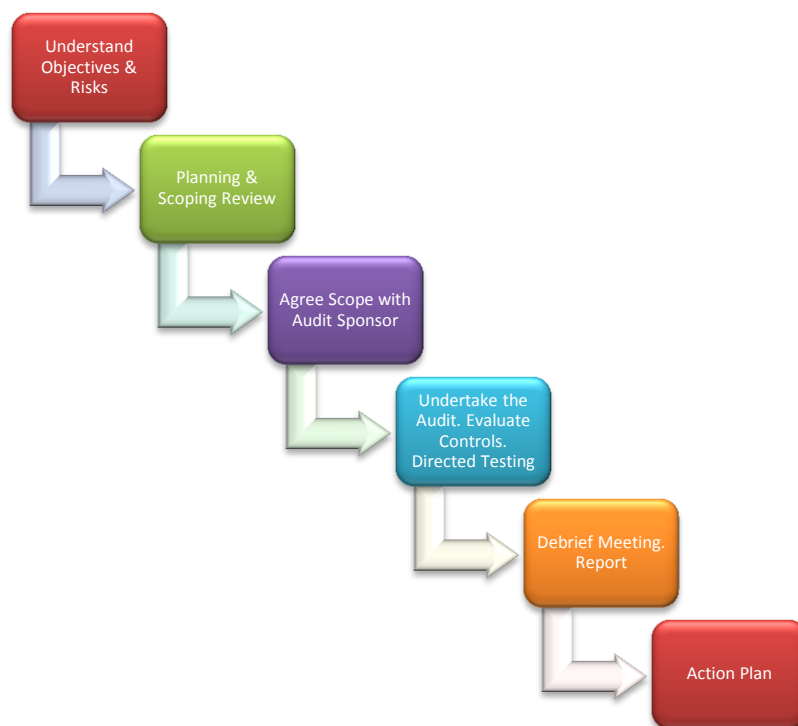 Understand
Objectives &
Risks
Planning &
Scoping Review
Agree Scope with
Audit Sponsor
Undertake the
Audit. Evaluate
Controls.
Directed Testing
Debrief Meeting.
Report
Action Plan